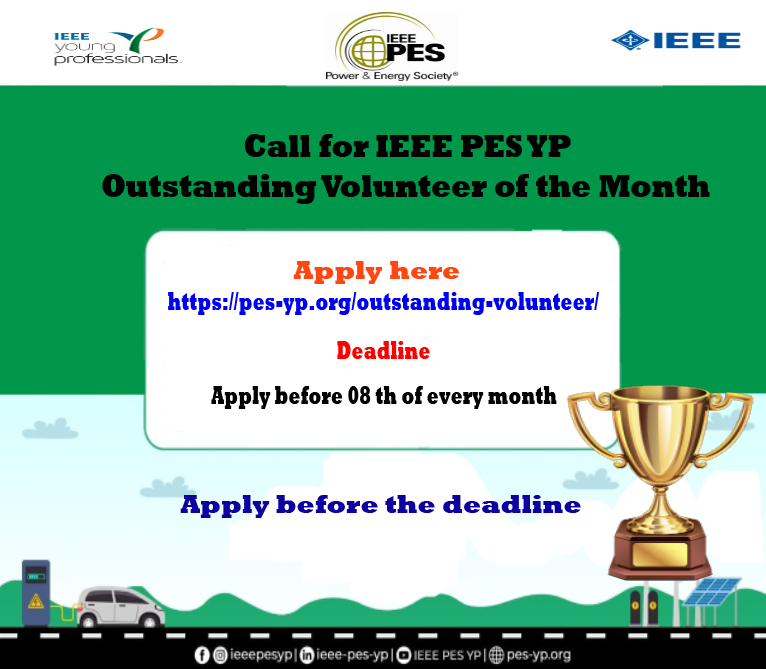 IEEE
young
professionals
IEEE
PES
Power & Energy Society®
IEEE
Call for IEEE PES YP
Outstanding Volunteer of the Month
Apply here
https://pes-yp.org/outstanding-volunteer/
Deadline
Apply before 08 th of every month
Apply before the deadline
ieeepesyp| ieee-pes-yp| IEEE PES YP| pes-yp.org